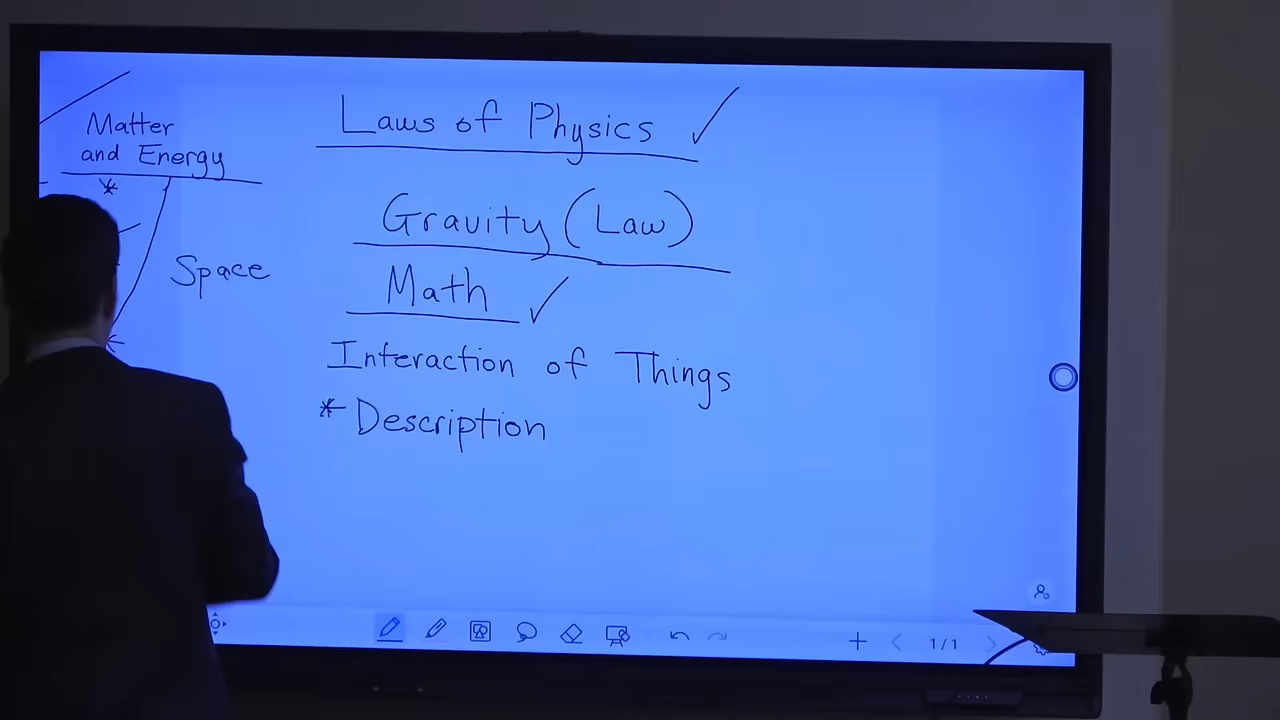 Matter
and Energy
*
Space
Laws of Physics ✓
Gravity (Law)
Math ✓
Interaction of Things
* Description
1/1